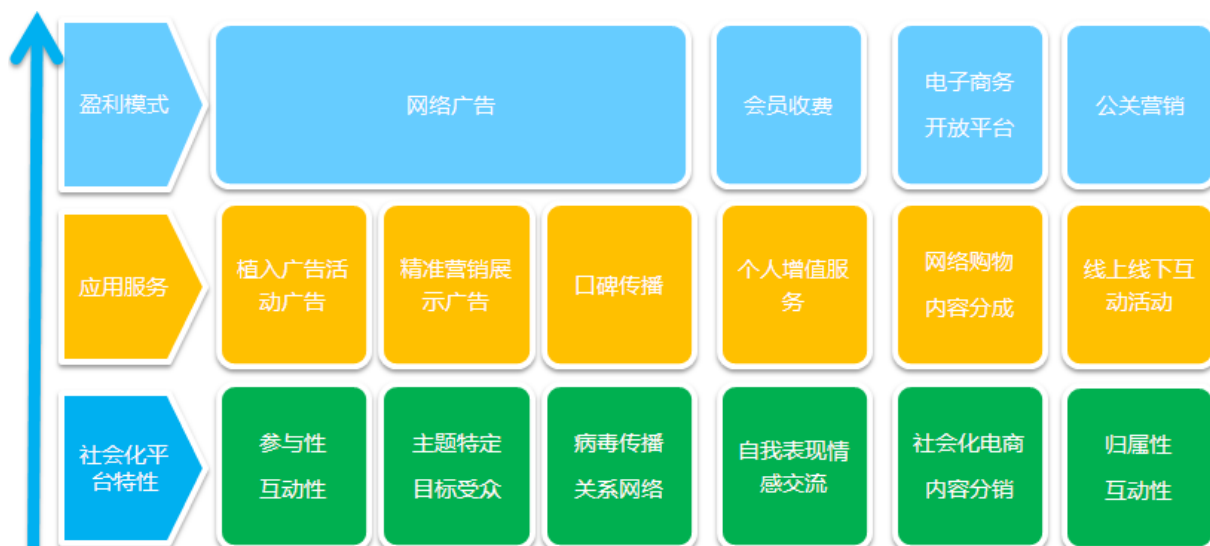 盈利模式
网络广告
会员收费
电子商务
开放平台
公关营销
应用服务
植入广告活
动广告
精准营销展
示广告
口碑传播
个人增值服
务
网络购物
内容分成
线上线下互
动活动
社会化平
台特性
参与性
互动性
主题特定
目标受众
病毒传播
关系网络
自我表现情
感交流
社会化电商
内容分销
归属性
互动性